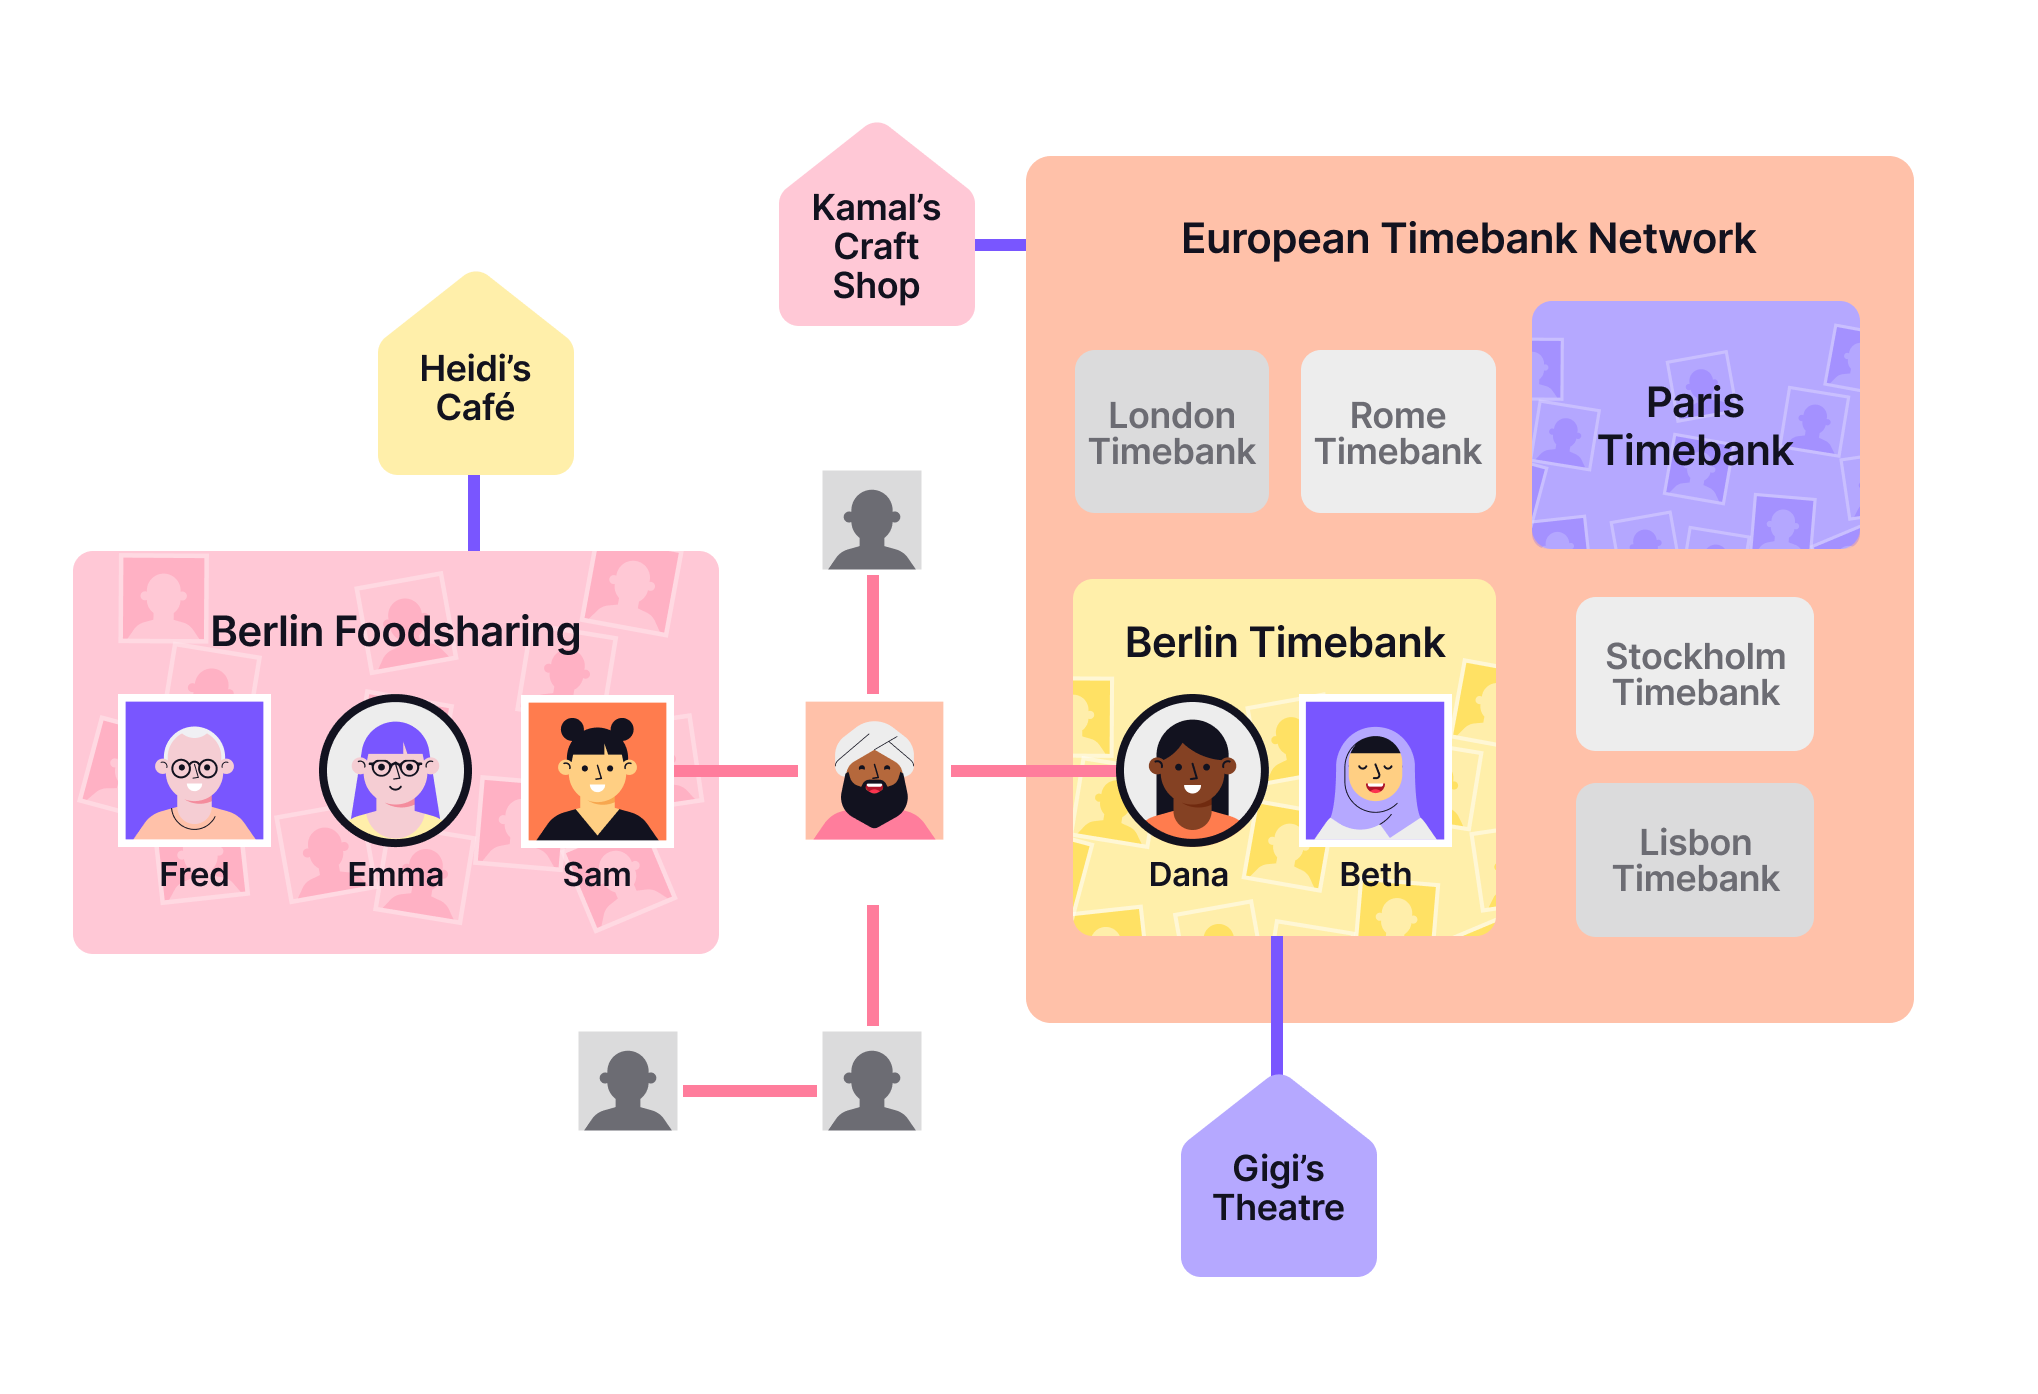 Kamal’s
Craft
Shop
European Timebank Network
Heidi’s
Café
London
Timebank
Rome
Timebank
Paris
Timebank
Berlin Foodsharing
Fred
Emma
Sam
Berlin Timebank
Dana
Beth
Stockholm
Timebank
Lisbon
Timebank
Gigi’s
Theatre